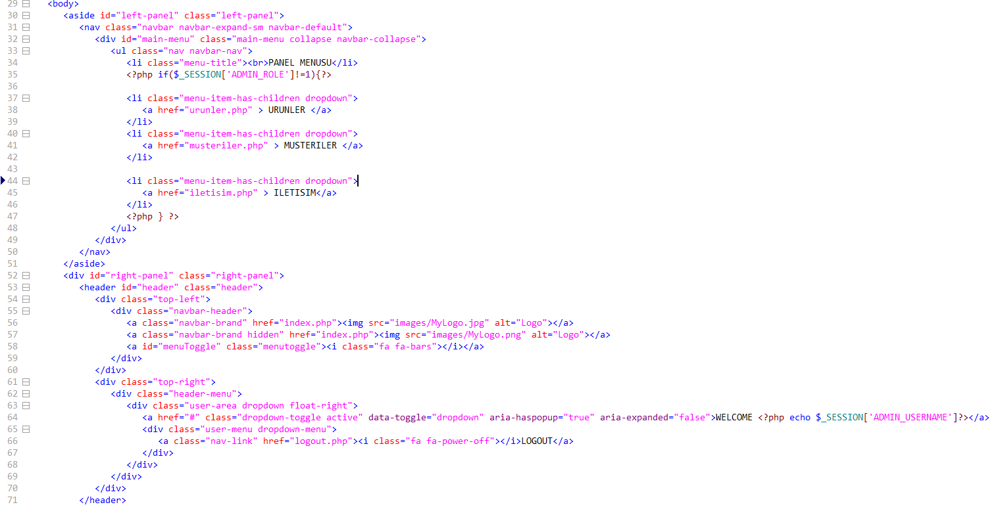 29 <body>
30 <aside id="left-panel" class="left-panel">
31 <nav class="navbar navbar-expand-sm navbar-default">
32 <div id="main-menu" class="main-menu collapse navbar-collapse">
33 <ul class="nav navbar-nav">
34 <li class="menu-title"><br>PANEL MENUSU</li>
35 <?php if($_SESSION['ADMIN_ROLE']!=1){?>
36
37 <li class="menu-item-has-children dropdown">
38 <a href="urunler.php" > URUNLER </a>
39 </li>
40 <li class="menu-item-has-children dropdown">
41 <a href="musteriler.php" > MUSTERILER </a>
42 </li>
43
44 <li class="menu-item-has-children dropdown">
45 <a href="iletisim.php" > ILETISIM</a>
46 </li>
47 <?php } ?>
48 </ul>
49 </div>
50 </nav>
51 </aside>
52 <div id="right-panel" class="right-panel">
53 <header id="header" class="header">
54 <div class="top-left">
55 <div class="navbar-header">
56 <a class="navbar-brand" href="index.php"><img src="images/MyLogo.jpg" alt="Logo"></a>
57 <a class="navbar-brand hidden" href="index.php"><img src="images/MyLogo.png" alt="Logo"></a>
58 <a id="menuToggle" class="menutoggle"><i class="fa fa-bars"></i></a>
59 </div>
60 </div>
61 <div class="top-right">
62 <div class="header-menu">
63 <div class="user-area dropdown float-right">
64 <a href="#" class="dropdown-toggle active" data-toggle="dropdown" aria-haspopup="true" aria-expanded="false">WELCOME <?php echo $_SESSION['ADMIN_USERNAME']?></a>
65 <div class="user-menu dropdown-menu">
66 <a class="nav-link" href="logout.php"><i class="fa fa-power-off"></i>LOGOUT</a>
67 </div>
68 </div>
69 </div>
70 </div>
71 </header>